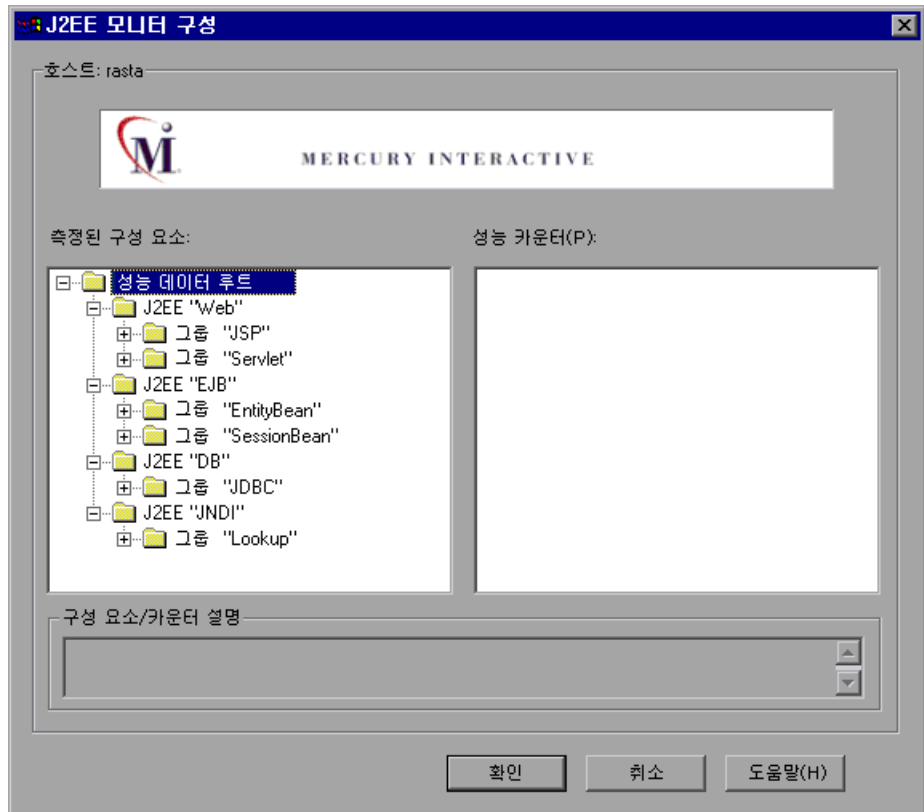 J2EE 모니터 구성
호스트: rasta
M
MERCURY INTERACTIVE
측정된 구성 요소:
성능 카운터(P):
성능 데이터 루트
J2EE "Web"
그룹 "JSP"
그룹 "Servlet"
J2EE "EJB"
그룹 "EntityBean"
그룹 "SessionBean"
J2EE "DB"
그룹 "JDBC"
J2EE "JNDI"
그룹 "Lookup"
구성 요소/카운터 설명
확인
취소
도움말(H)